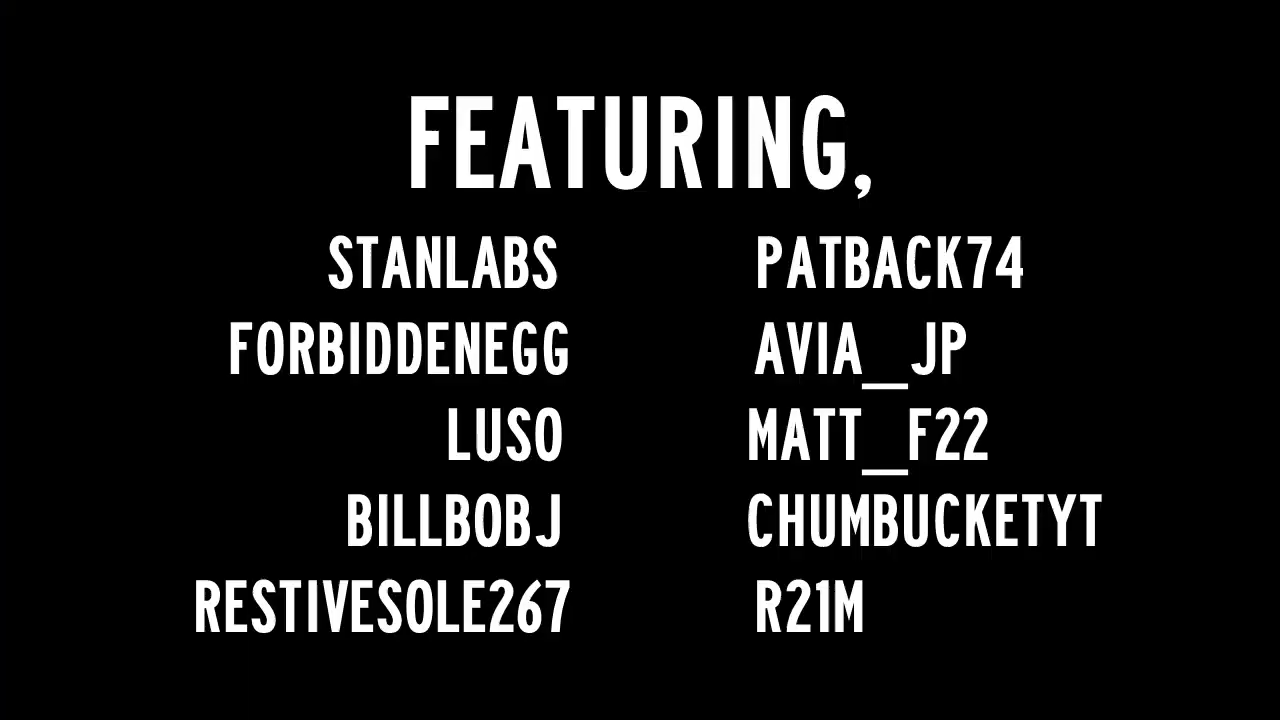 FEATURING,
STANLABS PATBACK74
FORBIDDENEGG AVIA_JP
LUSO MATT_F22
BILLBOBJ CHUMBUCKETYT
RESTIVESOLE267 R21M